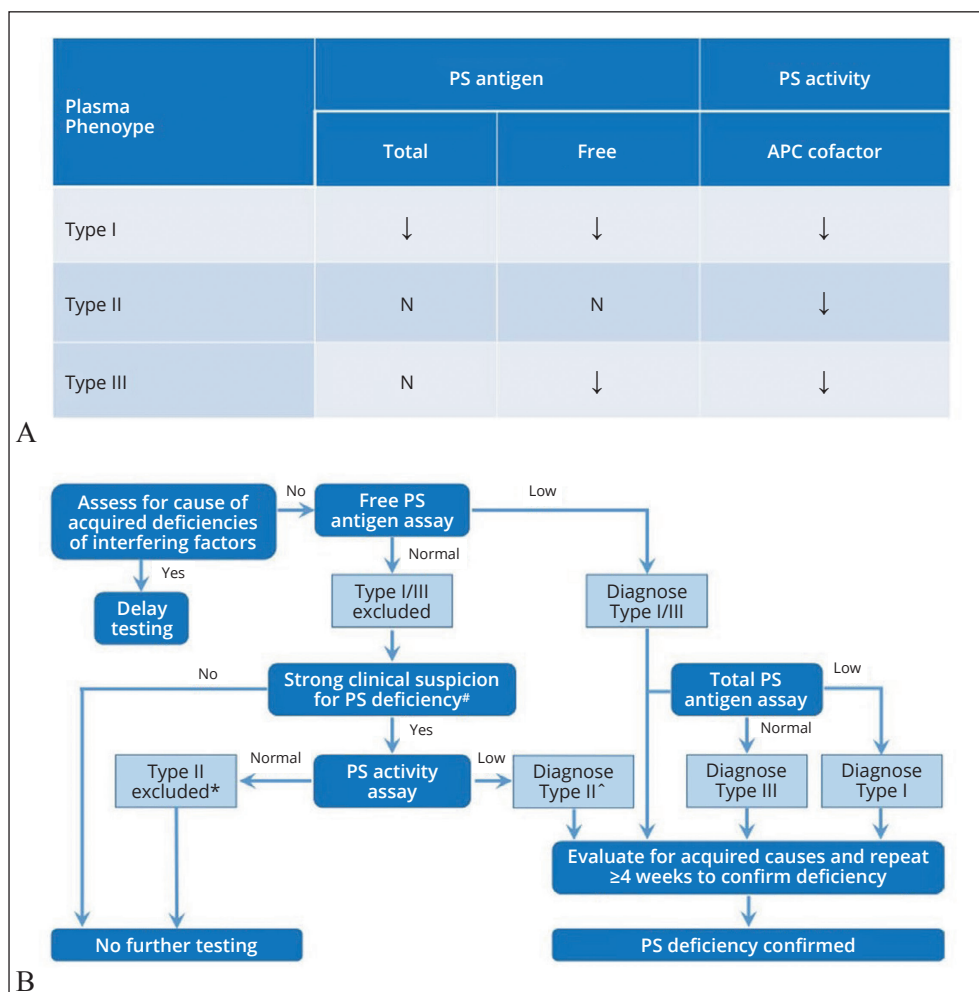 Plasma
Phenoype
PS antigen
PS activity
Total
Free
APC cofactor
Type I
↓
↓
↓
Type II
N
N
↓
Type III
N
↓
↓
A
Assess for cause of
acquired deficiencies
of interfering factors
No
Free PS
antigen assay
Low
Yes
Normal
Delay
testing
Type I/III
excluded
Diagnose
Type I/III
No
Strong clinical suspicion
for PS deficiency#
Total PS
antigen assay
Low
Yes
Normal
Type II
excluded*
Normal
PS activity
assay
Low
Diagnose
Type II^
Diagnose
Type III
Diagnose
Type I
Evaluate for acquired causes and repeat
≥4 weeks to confirm deficiency
No further testing
PS deficiency confirmed
B